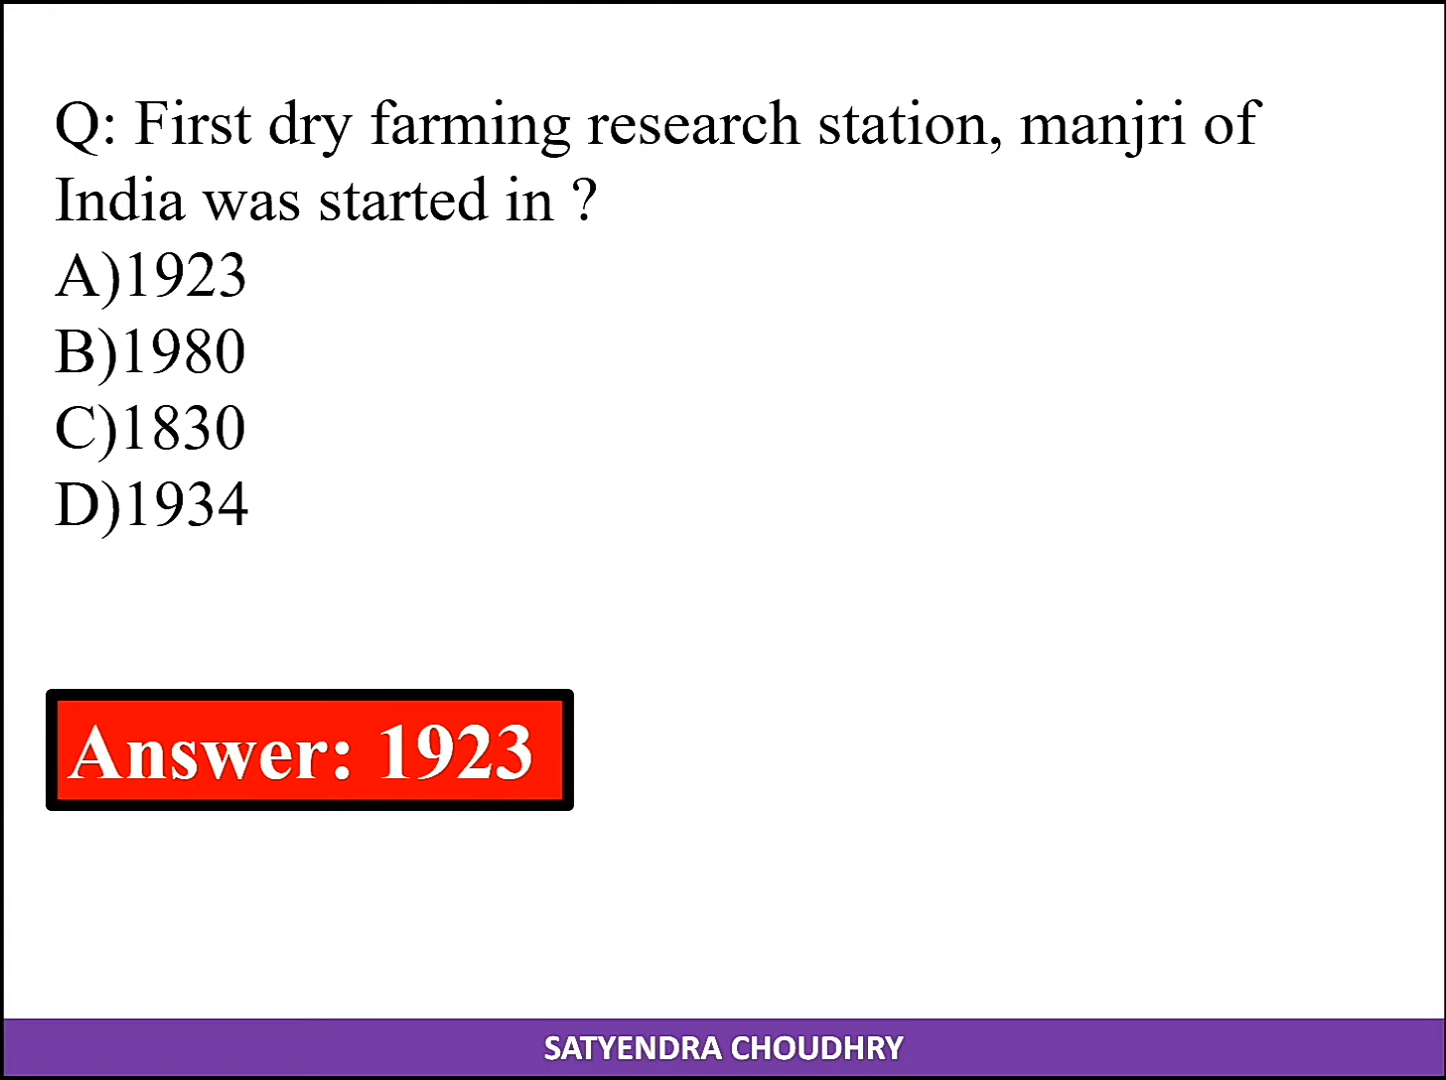 Q: First dry farming research station, manjri of
India was started in ?
A)1923
B)1980
C)1830
D)1934
Answer: 1923
SATYENDRA CHOUDHRY